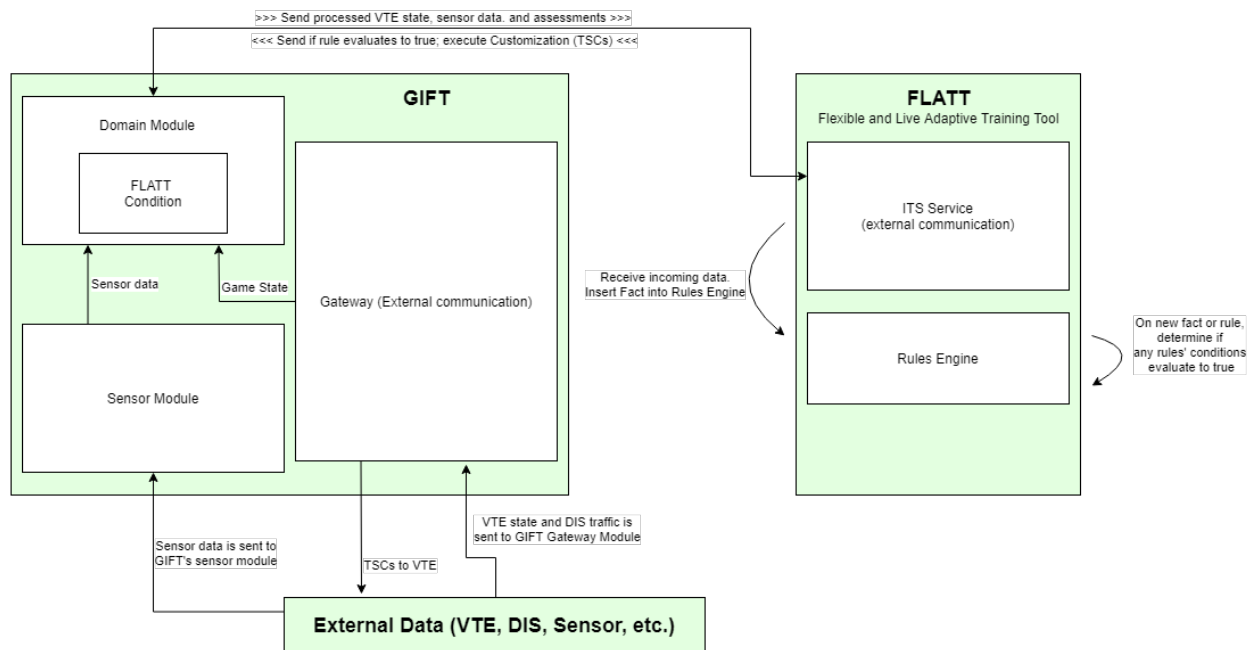 >>> Send processed VTE state, sensor data. and assessments >>>
<<< Send if rule evaluates to true; execute Customization (TSCs) <<<
GIFT
Domain Module
FLATT
Condition
Sensor data
Game State
Gateway (External communication)
Sensor Module
FLATT
Flexible and Live Adaptive Training Tool
ITS Service
(external communication)
Receive incoming data.
Insert Fact into Rules Engine
Rules Engine
On new fact or rule,
determine if
any rules' conditions
evaluate to true
Sensor data is sent to
GIFT's sensor module
TSCs to VTE
VTE state and DIS traffic is
sent to GIFT Gateway Module
External Data (VTE, DIS, Sensor, etc.)